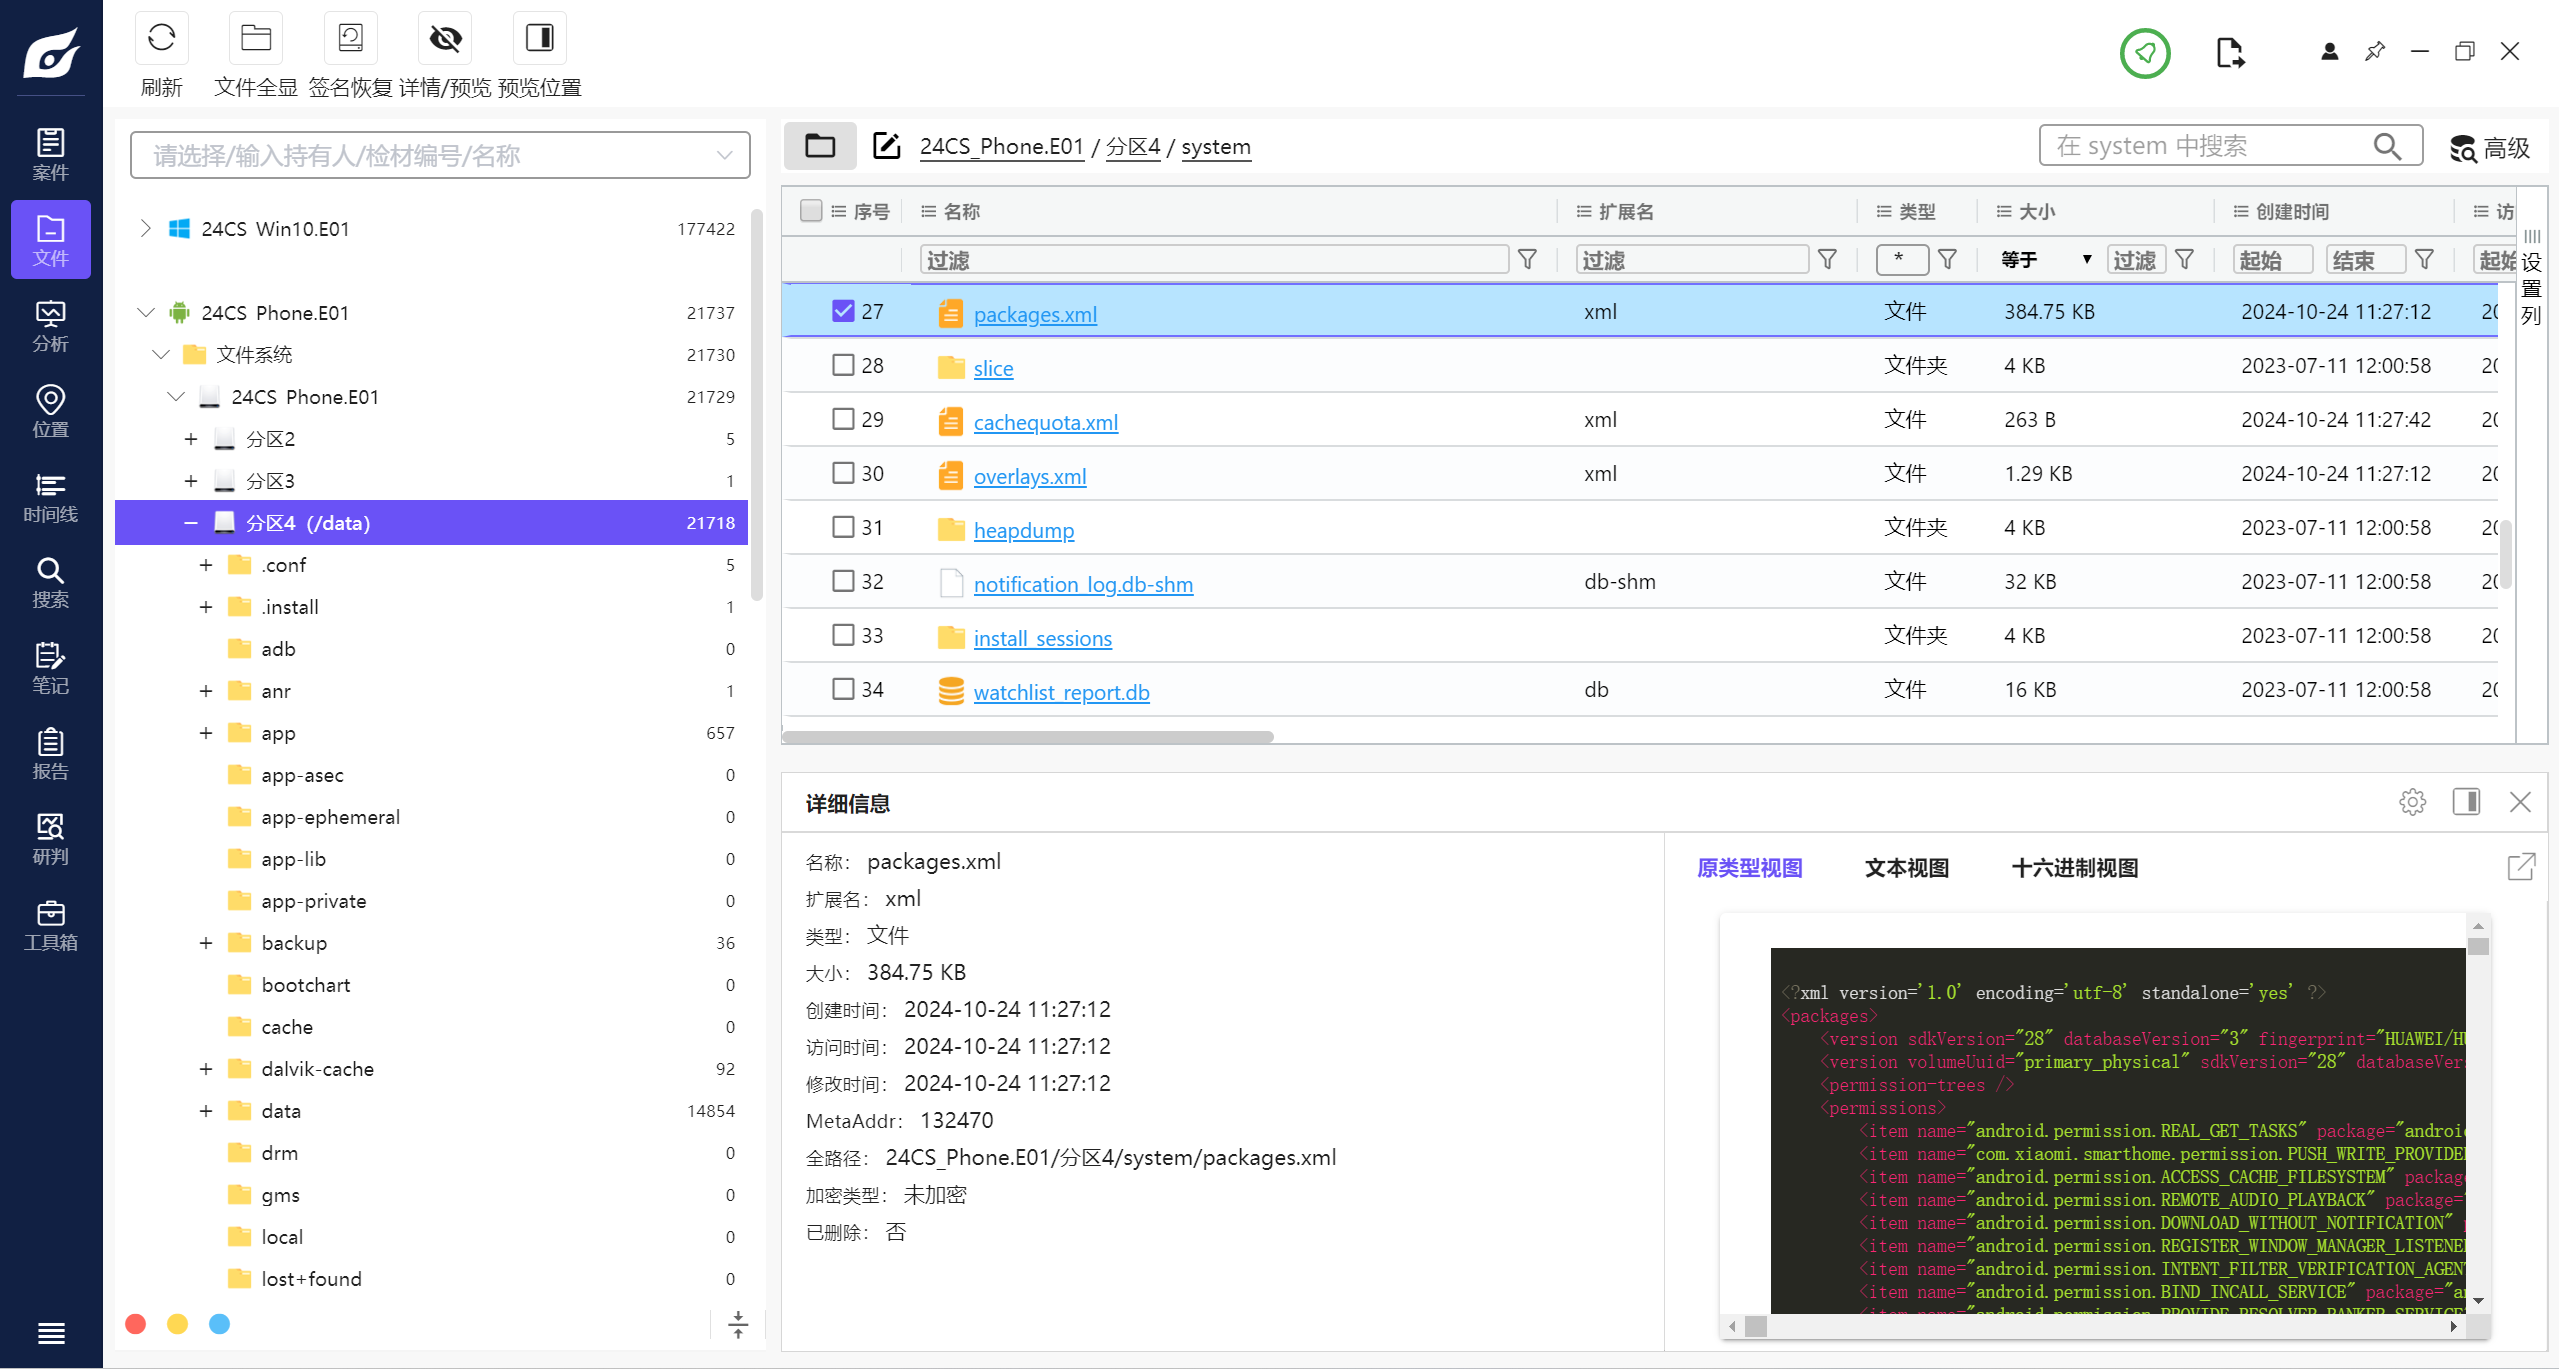 刷新
文件全显
签名恢复
详情/预览
预览位置
案件
文件
分析
位置
时间线
搜索
笔记
报告
研判
工具箱
请选择/输入持有人/检材编号/名称
24CS_Win10.E01 177422
24CS_Phone.E01 21737
文件系统 21730
24CS_Phone.E01 21729
分区2 5
分区3 1
分区4 (/data) 21718
.conf 5
.install 1
adb 0
anr 1
app 657
app-asec 0
app-ephemeral 0
app-lib 0
app-private 0
backup 36
bootchart 0
cache 0
dalvik-cache 92
data 14854
drm 0
gms 0
local 0
lost+found 0
24CS_Phone.E01 / 分区4 / system
在 system 中搜索
高级
序号 名称 扩展名 类型 大小 创建时间 访
过滤 过滤 * 等于 过滤 起始 结束 起始
设置列
27 packages.xml xml 文件 384.75 KB 2024-10-24 11:27:12 20
28 slice 文件夹 4 KB 2023-07-11 12:00:58 20
29 cachequota.xml xml 文件 263 B 2024-10-24 11:27:42 20
30 overlays.xml xml 文件 1.29 KB 2024-10-24 11:27:12 20
31 heapdump 文件夹 4 KB 2023-07-11 12:00:58 20
32 notification_log.db-shm db-shm 文件 32 KB 2023-07-11 12:00:58 20
33 install_sessions 文件夹 4 KB 2023-07-11 12:00:58 20
34 watchlist_report.db db 文件 16 KB 2023-07-11 12:00:58 20
详细信息
名称: packages.xml
扩展名: xml
类型: 文件
大小: 384.75 KB
创建时间: 2024-10-24 11:27:12
访问时间: 2024-10-24 11:27:12
修改时间: 2024-10-24 11:27:12
MetaAddr: 132470
全路径: 24CS_Phone.E01/分区4/system/packages.xml
加密类型: 未加密
已删除: 否
原类型视图 文本视图 十六进制视图
<?xml version='1.0' encoding='utf-8' standalone='yes' ?>
<packages>
<version sdkVersion="28" databaseVersion="3" fingerprint="HUAWEI/H
<version volumeUuid="primary_physical" sdkVersion="28" databaseVer
<permission-trees />
<permissions>
<item name="android.permission.REAL_GET_TASKS" package="androi
<item name="com.xiaomi.smarthome.permission.PUSH_WRITE_PROVIDE
<item name="android.permission.ACCESS_CACHE_FILESYSTEM" packag
<item name="android.permission.REMOTE_AUDIO_PLAYBACK" package=
<item name="android.permission.DOWNLOAD_WITHOUT_NOTIFICATION"
<item name="android.permission.REGISTER_WINDOW_MANAGER_LISTENE
<item name="android.permission.INTENT_FILTER_VERIFICATION_AGEN
<item name="android.permission.BIND_INCALL_SERVICE" package="a
<item name="android.permission.PROVIDE_RESOLVER_RANKER_SERVICE